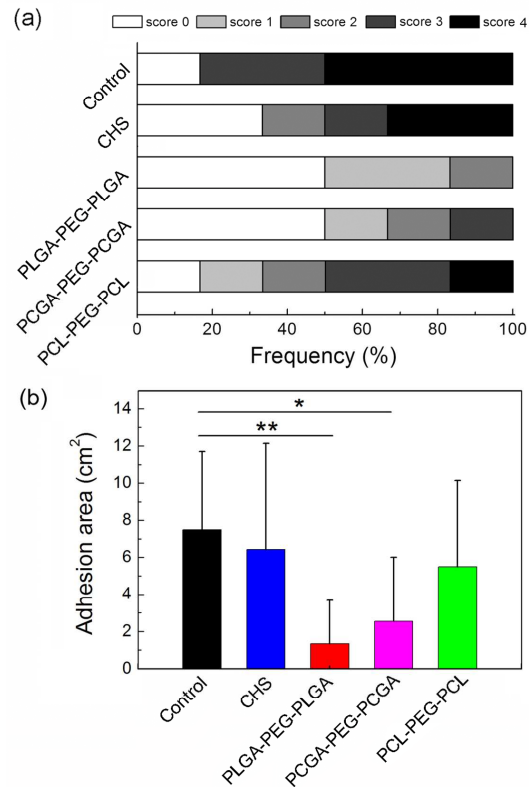 (a)
score 0 score 1 score 2 score 3 score 4
Control
CHS
PLGA-PEG-PLGA
PCGA-PEG-PCGA
PCL-PEG-PCL
0 20 40 60 80 100
Frequency (%)
(b)
Adhesion area (cm²)
14
12
10
8
6
4
2
0
*
**
Control
CHS
PLGA-PEG-PLGA
PCGA-PEG-PCGA
PCL-PEG-PCL